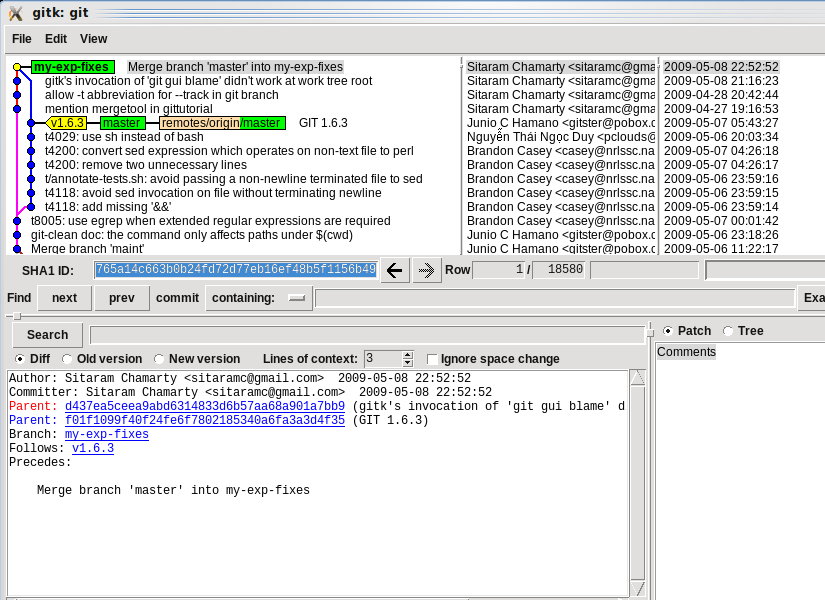 gitk: git
File Edit View
my-exp-fixes Merge branch 'master' into my-exp-fixes Sitaram Chamarty <sitaramc@gma 2009-05-08 22:52:52
gitk's invocation of 'git gui blame' didn't work at work tree root Sitaram Chamarty <sitaramc@gma 2009-05-08 21:16:23
allow -t abbreviation for --track in git branch Sitaram Chamarty <sitaramc@gma 2009-04-28 20:42:44
mention mergetool in gittutorial Sitaram Chamarty <sitaramc@gma 2009-04-27 19:16:53
v1.6.3 master remotes/origin/master GIT 1.6.3 Junio C Hamano <gitster@pobox.c 2009-05-07 05:43:27
t4029: use sh instead of bash Nguyễn Thái Ngọc Duy <pclouds@ 2009-05-06 20:03:34
t4200: convert sed expression which operates on non-text file to perl Brandon Casey <casey@nrlssc.na 2009-05-07 04:26:18
t4200: remove two unnecessary lines Brandon Casey <casey@nrlssc.na 2009-05-07 04:26:17
t/annotate-tests.sh: avoid passing a non-newline terminated file to sed Brandon Casey <casey@nrlssc.na 2009-05-06 23:59:16
t4118: avoid sed invocation on file without terminating newline Brandon Casey <casey@nrlssc.na 2009-05-06 23:59:15
t4118: add missing '&&' Brandon Casey <casey@nrlssc.na 2009-05-06 23:59:14
t8005: use egrep when extended regular expressions are required Brandon Casey <casey@nrlssc.na 2009-05-07 00:01:42
git-clean doc: the command only affects paths under $(cwd) Junio C Hamano <gitster@pobox.c 2009-05-06 23:18:26
Merge branch 'maint' Junio C Hamano <gitster@pobox.c 2009-05-06 11:22:17
SHA1 ID: 765a14c663b0b24fd72d77eb16ef48b5f1156b49 Row 1 / 18580
Find next prev commit containing: Exa
Search
Patch Tree
Diff Old version New version Lines of context: 3 Ignore space change
Comments
Author: Sitaram Chamarty <sitaramc@gmail.com> 2009-05-08 22:52:52
Committer: Sitaram Chamarty <sitaramc@gmail.com> 2009-05-08 22:52:52
Parent: d437ea5ceea9abd6314833d6b57aa68a901a7bb9 (gitk's invocation of 'git gui blame' d
Parent: f01f1099f40f24fe6f7802185340a6fa3a3d4f35 (GIT 1.6.3)
Branch: my-exp-fixes
Follows: v1.6.3
Precedes:
Merge branch 'master' into my-exp-fixes